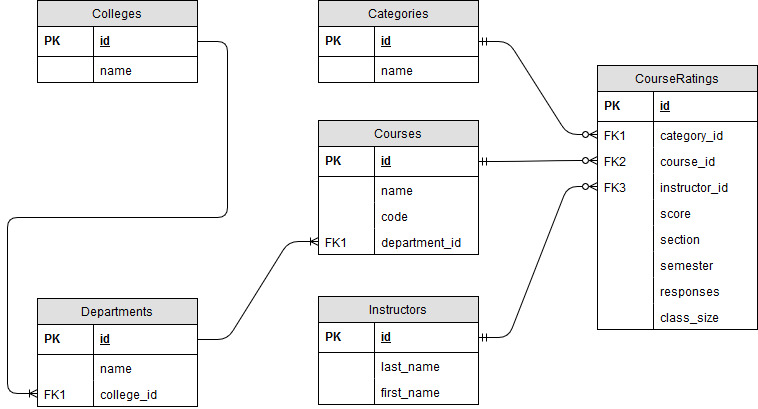 Colleges
PK id
name
Categories
PK id
name
CourseRatings
PK id
FK1 category_id
FK2 course_id
FK3 instructor_id
score
section
semester
responses
class_size
Courses
PK id
name
code
FK1 department_id
Departments
PK id
name
FK1 college_id
Instructors
PK id
last_name
first_name